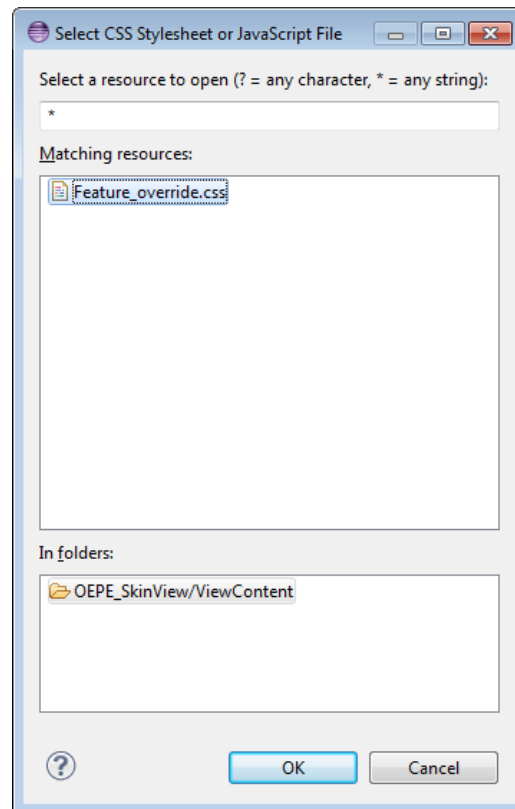 Select CSS Stylesheet or JavaScript File
Select a resource to open (? = any character, * = any string):
*
Matching resources:
Feature_override.css
In folders:
OEPE_SkinView/ViewContent
?
OK
Cancel